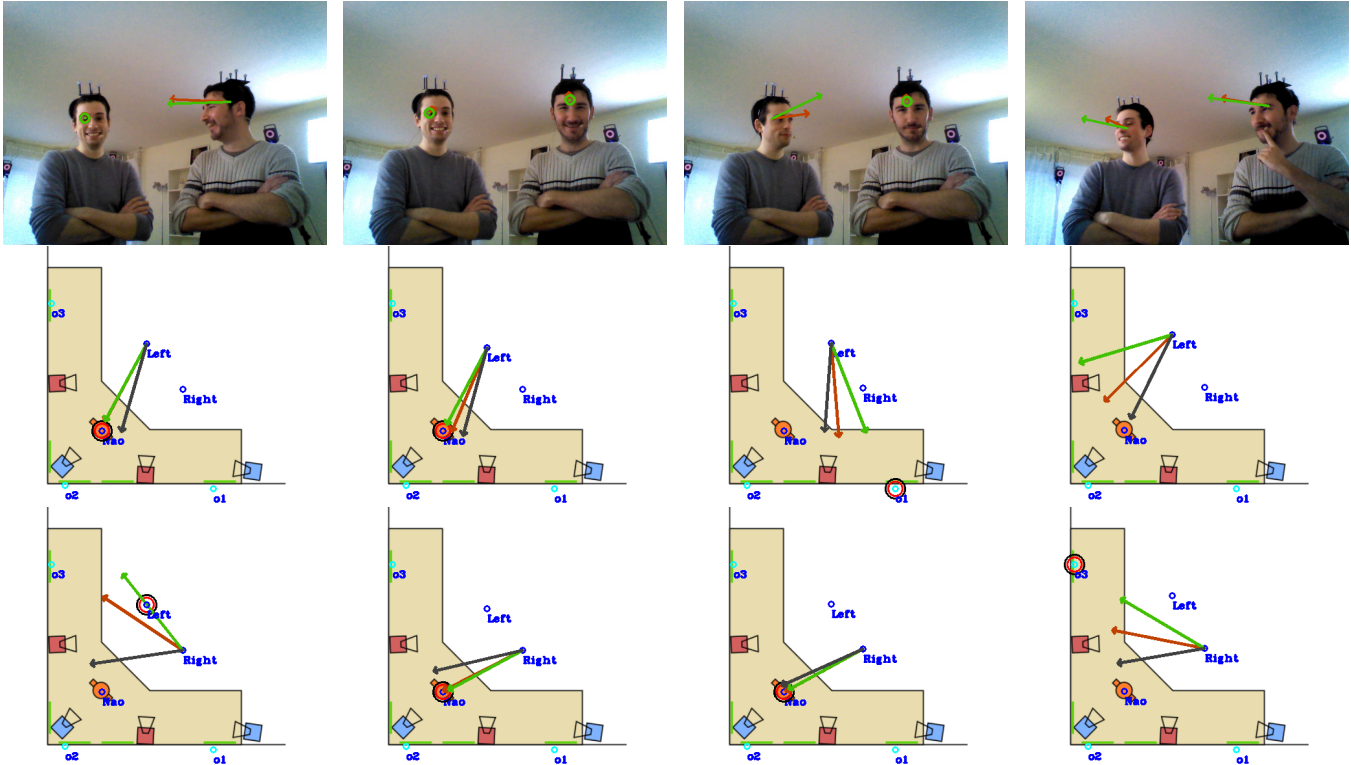 o3
Left
Right
Nao
o2
o1
o3
Left
Right
Nao
o2
o1
o3
Left
Right
Nao
o2
o1
o3
Left
Right
Nao
o2
o1
o3
Left
Right
Nao
o2
o1
o3
Left
Right
Nao
o2
o1
o3
Left
Right
Nao
o2
o1
o3
Left
Right
Nao
o2
o1